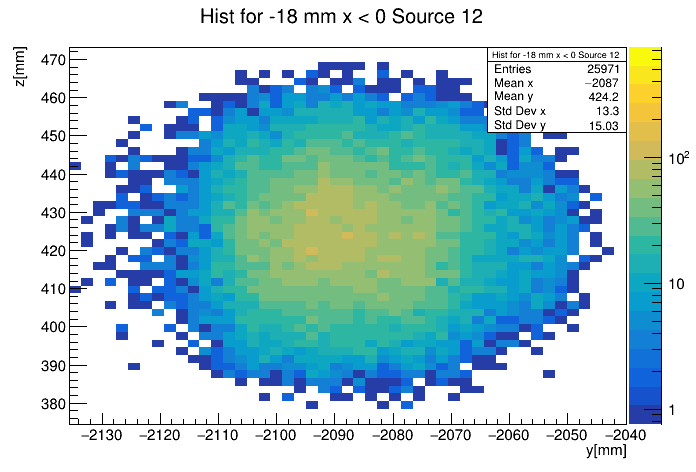 Hist for -18 mm x < 0 Source 12
z[mm]
Hist for -18 mm x < 0 Source 12
Entries 25971
Mean x −2087
Mean y 424.2
Std Dev x 13.3
Std Dev y 15.03
470
460
450
440
430
420
410
400
390
380
10²
10
1
−2130 −2120 −2110 −2100 −2090 −2080 −2070 −2060 −2050 −2040
y[mm]